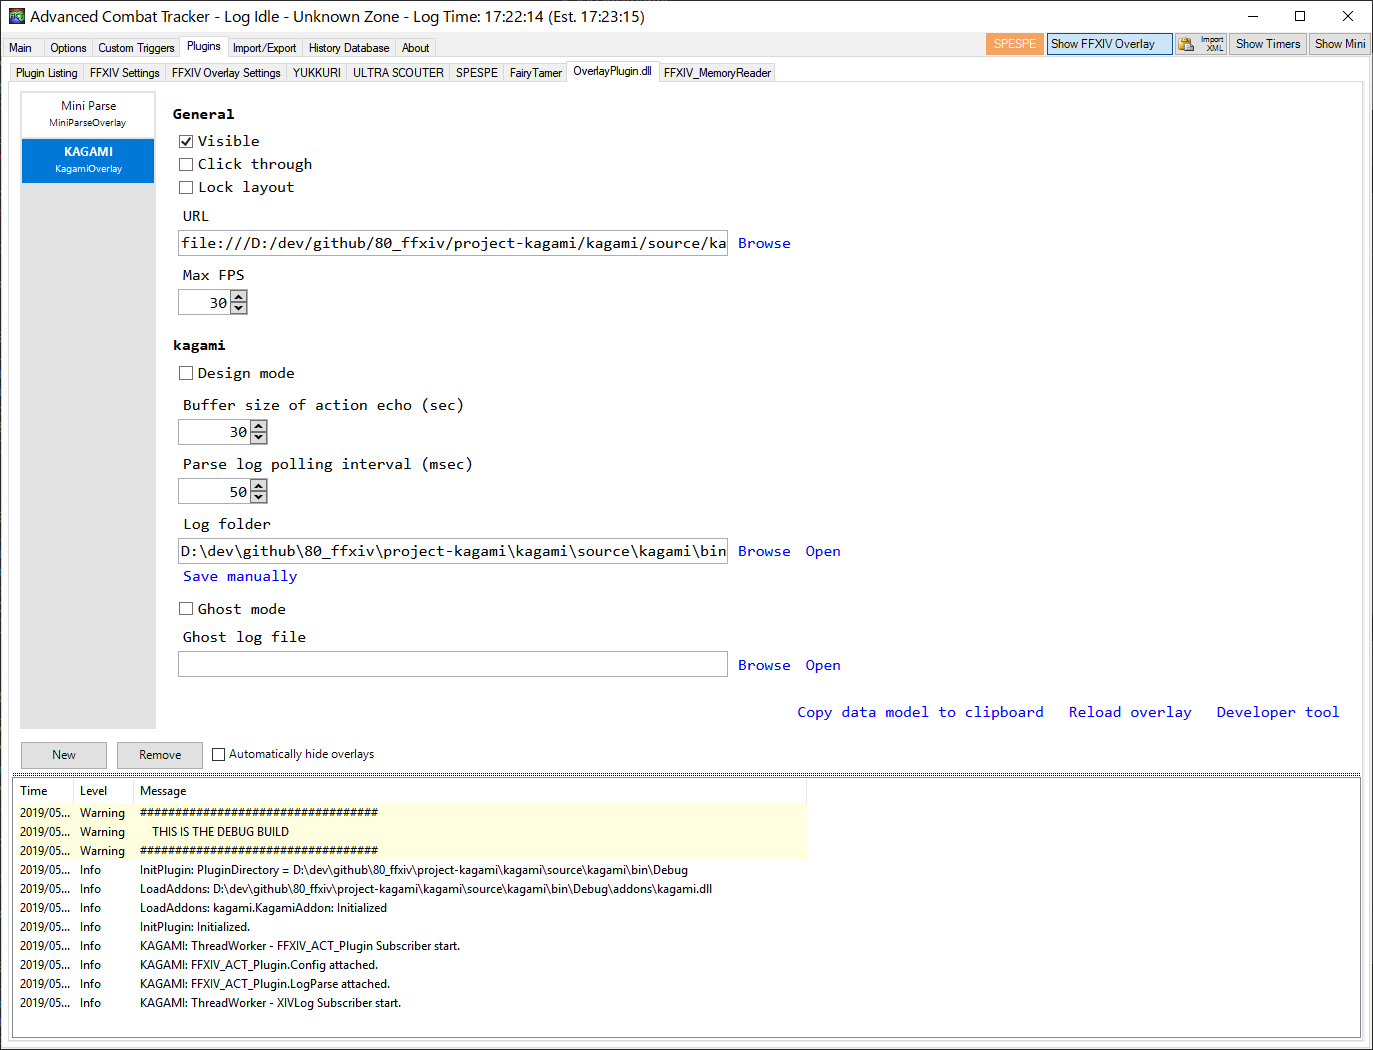 Advanced Combat Tracker - Log Idle - Unknown Zone - Log Time: 17:22:14 (Est. 17:23:15)
Main Options Custom Triggers Plugins Import/Export History Database About SPESPE Show FFXIV Overlay Import XML Show Timers Show Mini
Plugin Listing FFXIV Settings FFXIV Overlay Settings YUKKURI ULTRA SCOUTER SPESPE FairyTamer OverlayPlugin.dll FFXIV_MemoryReader
Mini Parse
MiniParseOverlay
KAGAMI
KagamiOverlay
General
Visible
Click through
Lock layout
URL
file:///D:/dev/github/80_ffxiv/project-kagami/kagami/source/ka Browse
Max FPS
30
kagami
Design mode
Buffer size of action echo (sec)
30
Parse log polling interval (msec)
50
Log folder
D:\dev\github\80_ffxiv\project-kagami\kagami\source\kagami\bin Browse Open
Save manually
Ghost mode
Ghost log file
Browse Open
Copy data model to clipboard Reload overlay Developer tool
New Remove Automatically hide overlays
Time Level Message
2019/05... Warning ##################################
2019/05... Warning THIS IS THE DEBUG BUILD
2019/05... Warning ##################################
2019/05... Info InitPlugin: PluginDirectory = D:\dev\github\80_ffxiv\project-kagami\kagami\source\kagami\bin\Debug
2019/05... Info LoadAddons: D:\dev\github\80_ffxiv\project-kagami\kagami\source\kagami\bin\Debug\addons\kagami.dll
2019/05... Info LoadAddons: kagami.KagamiAddon: Initialized
2019/05... Info InitPlugin: Initialized.
2019/05... Info KAGAMI: ThreadWorker - FFXIV_ACT_Plugin Subscriber start.
2019/05... Info KAGAMI: FFXIV_ACT_Plugin.Config attached.
2019/05... Info KAGAMI: FFXIV_ACT_Plugin.LogParse attached.
2019/05... Info KAGAMI: ThreadWorker - XIVLog Subscriber start.